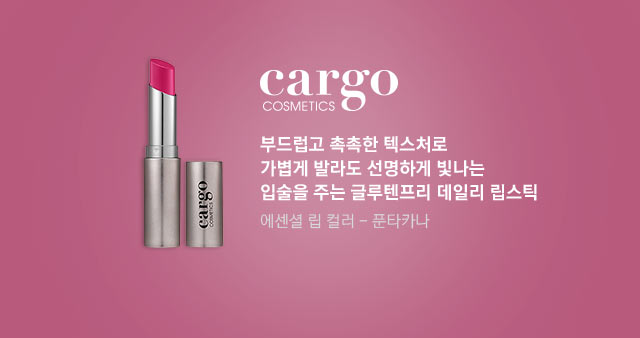 cargo
COSMETICS
부드럽고 촉촉한 텍스처로
가볍게 발라도 선명하게 빛나는
입술을 주는 글루텐프리 데일리 립스틱
에센셜 립 컬러 – 푼타카나
cargo
COSMETICS